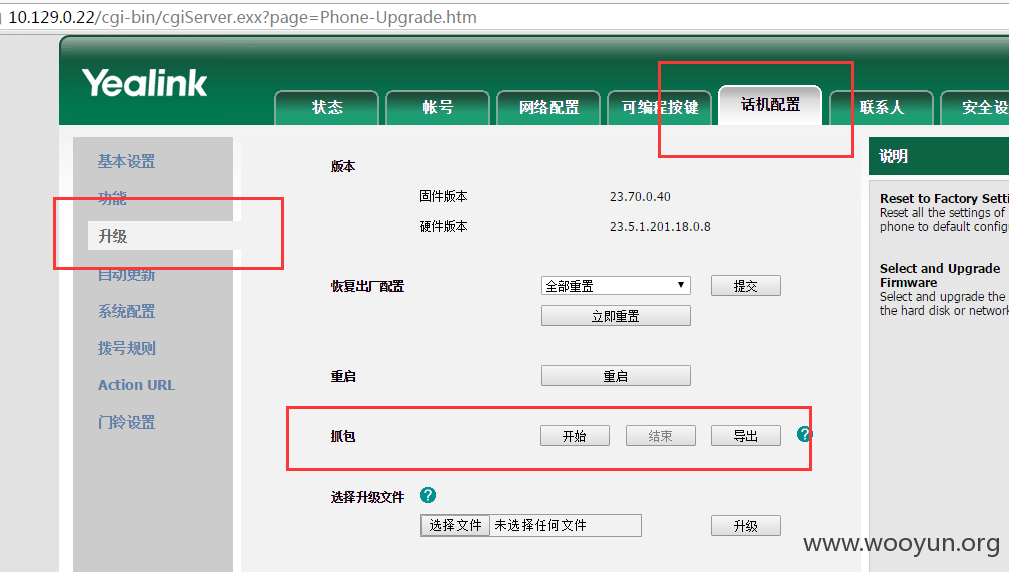 10.129.0.22/cgi-bin/cgiServer.exx?page=Phone-Upgrade.htm
Yealink
状态 帐号 网络配置 可编程按键 话机配置 联系人 安全设
基本设置
功能
升级
自动更新
系统配置
拨号规则
Action URL
门铃设置
版本
固件版本 23.70.0.40
硬件版本 23.5.1.201.18.0.8
恢复出厂配置 全部重置 提交
立即重置
重启 重启
抓包 开始 结束 导出 ?
选择升级文件 ?
选择文件 未选择任何文件 升级
说明
Reset to Factory Setti
Reset all the settings of
phone to default configu
Select and Upgrade
Firmware
Select and upgrade the
the hard disk or network
www.wooyun.org